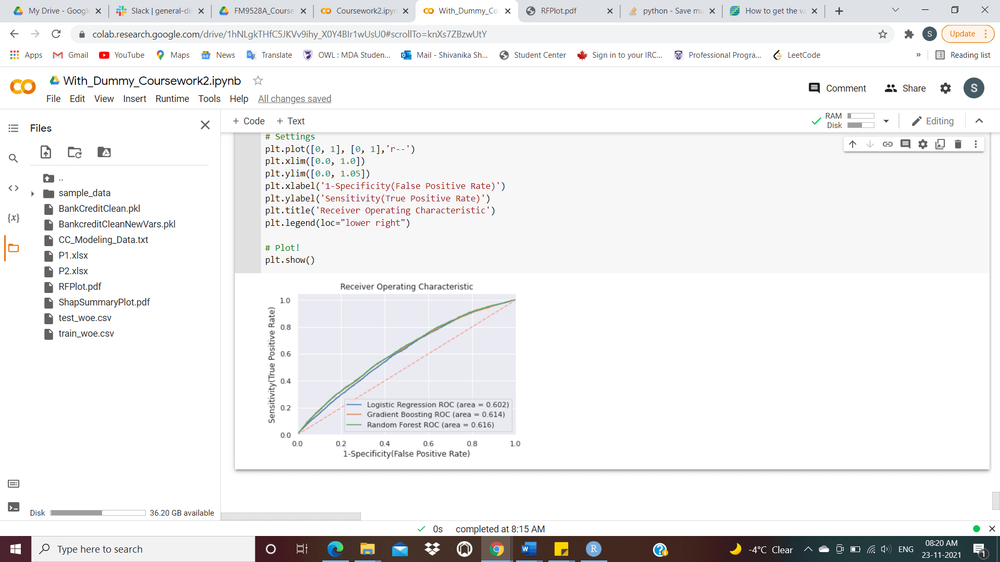 My Drive - Googl
Slack | general-di
FM9528A_Course
Coursework2.ipyn
With_Dummy_Co
RFPlot.pdf
python - Save mu
How to get the va
colab.research.google.com/drive/1hNLgkTHfC5JKVv9ihy_X0Y4BIr1wUsU0#scrollTo=knXs7ZBzwUtY
S
Update
Apps
Gmail
YouTube
Maps
News
Translate
OWL : MDA Studen...
Mail - Shivanika Sh...
Student Center
Sign in to your IRC...
Professional Progra...
LeetCode
»
Reading list
With_Dummy_Coursework2.ipynb
File Edit View Insert Runtime Tools Help All changes saved
Comment
Share
S
Files
+ Code + Text
RAM
Disk
Editing
..
sample_data
BankCreditClean.pkl
BankcreditCleanNewVars.pkl
CC_Modeling_Data.txt
P1.xlsx
P2.xlsx
RFPlot.pdf
ShapSummaryPlot.pdf
test_woe.csv
train_woe.csv
{x}
Disk
36.20 GB available
# Settings
plt.plot([0, 1], [0, 1],'r--')
plt.xlim([0.0, 1.0])
plt.ylim([0.0, 1.05])
plt.xlabel('1-Specificity(False Positive Rate)')
plt.ylabel('Sensitivity(True Positive Rate)')
plt.title('Receiver Operating Characteristic')
plt.legend(loc="lower right")
# Plot!
plt.show()
Receiver Operating Characteristic
Sensitivity(True Positive Rate)
1.0
0.8
0.6
0.4
0.2
0.0
Logistic Regression ROC (area = 0.602)
Gradient Boosting ROC (area = 0.614)
Random Forest ROC (area = 0.616)
0.0 0.2 0.4 0.6 0.8 1.0
1-Specificity(False Positive Rate)
0s completed at 8:15 AM
Type here to search
-4°C Clear
ENG
08:20 AM
23-11-2021
1